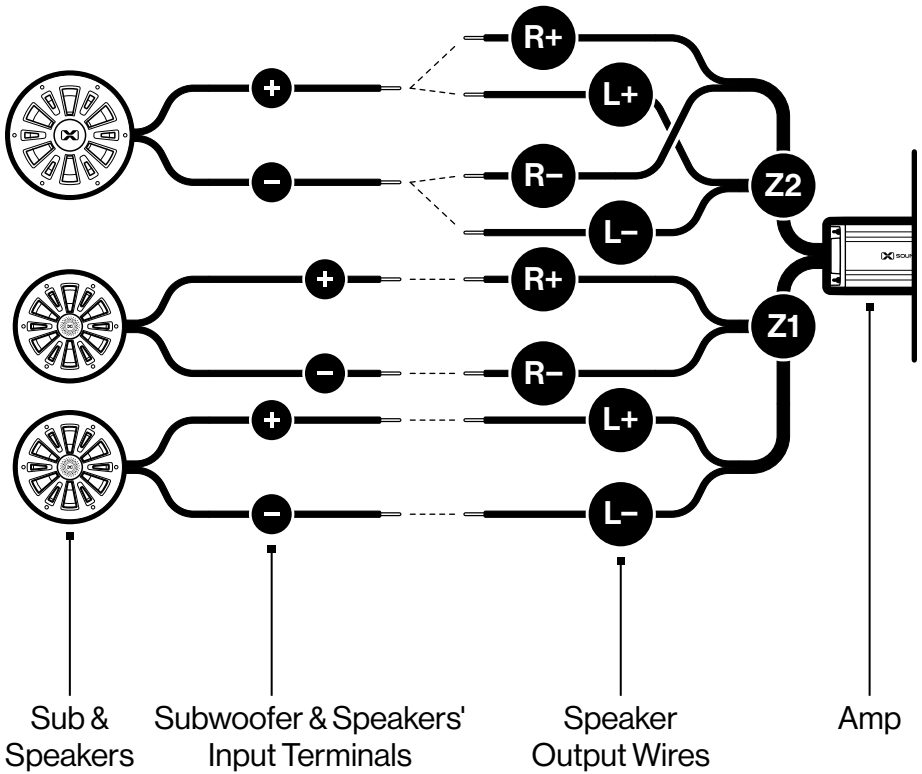 R+
+
L+
R−
−
Z2
L−
+
R+
Z1
−
R−
+
L+
−
L−
Sub &
Speakers
Subwoofer & Speakers'
Input Terminals
Speaker
Output Wires
Amp